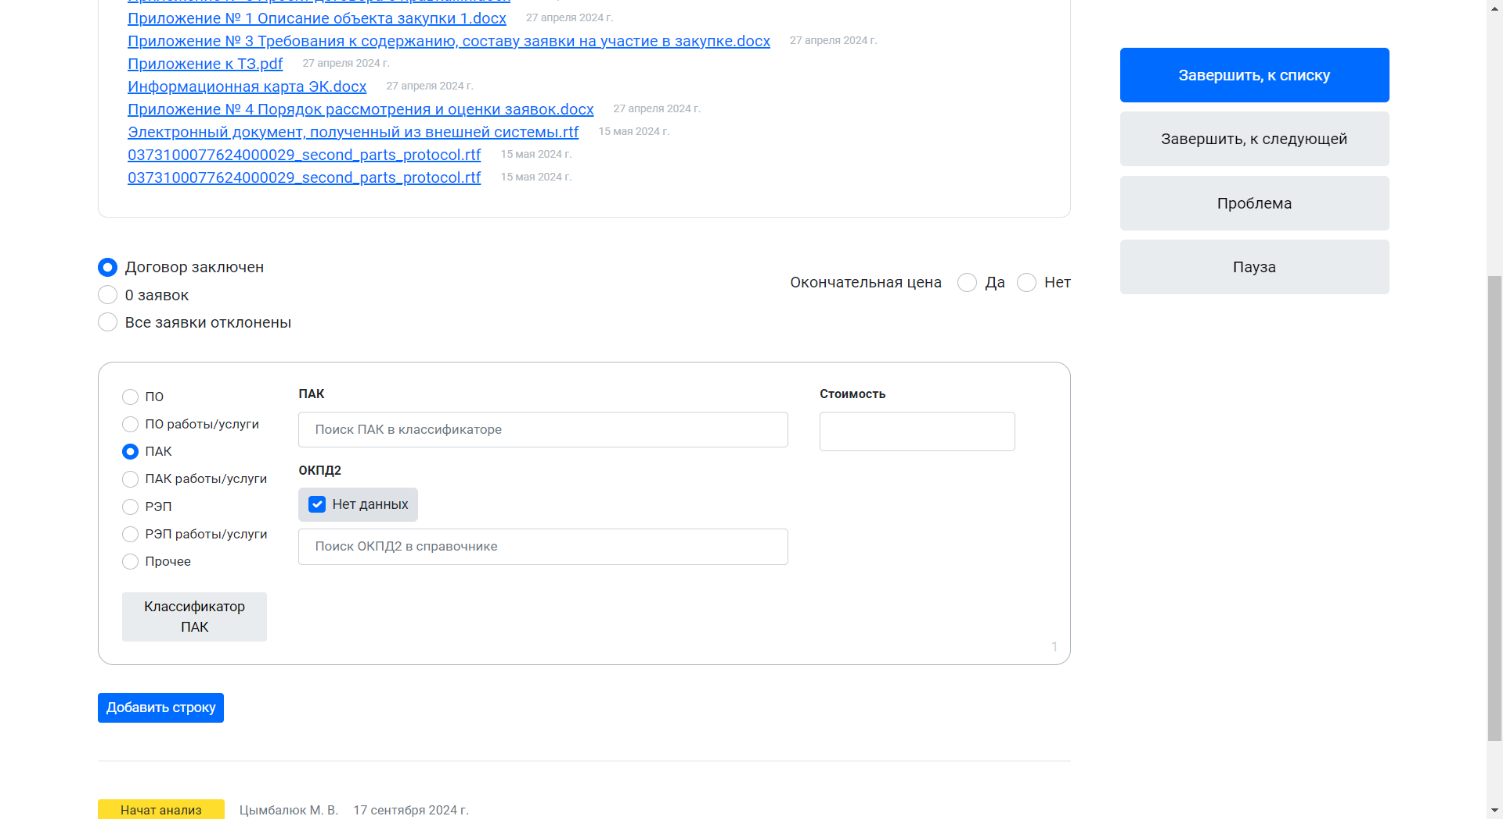 Приложение № 1 Описание объекта закупки 1.docx 27 апреля 2024 г.
Приложение № 3 Требования к содержанию, составу заявки на участие в закупке.docx 27 апреля 2024 г.
Приложение к ТЗ.pdf 27 апреля 2024 г.
Информационная карта ЭК.docx 27 апреля 2024 г.
Приложение № 4 Порядок рассмотрения и оценки заявок.docx 27 апреля 2024 г.
Электронный документ, полученный из внешней системы.rtf 15 мая 2024 г.
0373100077624000029_second_parts_protocol.rtf 15 мая 2024 г.
0373100077624000029_second_parts_protocol.rtf 15 мая 2024 г.
Завершить, к списку
Завершить, к следующей
Проблема
Пауза
Договор заключен
0 заявок
Все заявки отклонены
Окончательная цена Да Нет
ПО
ПО работы/услуги
ПАК
ПАК работы/услуги
РЭП
РЭП работы/услуги
Прочее
Классификатор
ПАК
ПАК
Поиск ПАК в классификаторе
ОКПД2
Нет данных
Поиск ОКПД2 в справочнике
Стоимость
1
Добавить строку
Начат анализ Цымбалюк М. В. 17 сентября 2024 г.